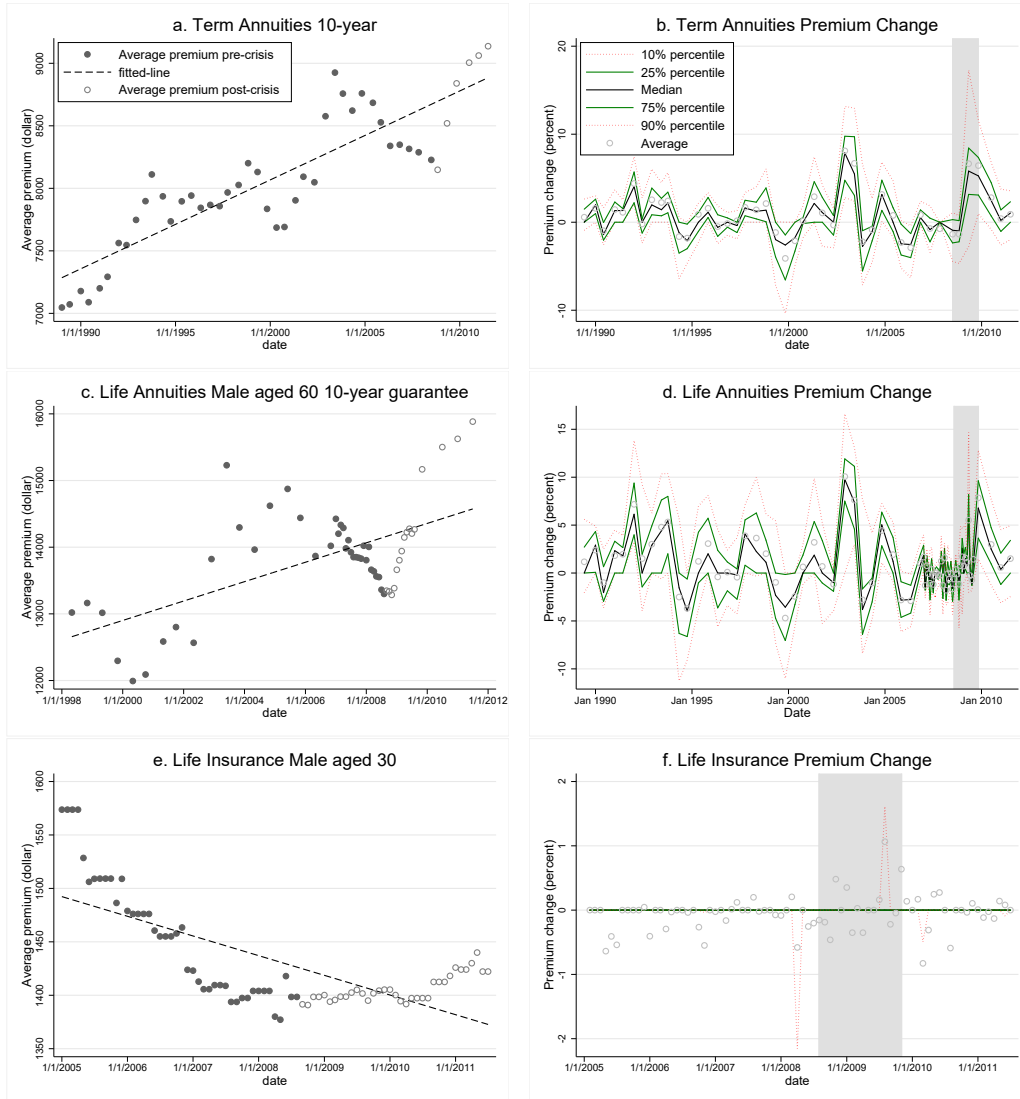 a. Term Annuities 10-year
Average premium (dollar)
9000
8500
8000
7500
7000
Average premium pre-crisis
fitted-line
Average premium post-crisis
1/1/1990 1/1/1995 1/1/2000 1/1/2005 1/1/2010
date
b. Term Annuities Premium Change
Premium change (percent)
20
10
0
-10
10% percentile
25% percentile
Median
75% percentile
90% percentile
Average
1/1/1990 1/1/1995 1/1/2000 1/1/2005 1/1/2010
date
c. Life Annuities Male aged 60 10-year guarantee
Average premium (dollar)
16000
15000
14000
13000
12000
1/1/1998 1/1/2000 1/1/2002 1/1/2004 1/1/2006 1/1/2008 1/1/2010 1/1/2012
date
d. Life Annuities Premium Change
Premium change (percent)
15
10
5
0
-5
-10
Jan 1990 Jan 1995 Jan 2000 Jan 2005 Jan 2010
Date
e. Life Insurance Male aged 30
Average premium (dollar)
1600
1550
1500
1450
1400
1350
1/1/2005 1/1/2006 1/1/2007 1/1/2008 1/1/2009 1/1/2010 1/1/2011
date
f. Life Insurance Premium Change
Premium change (percent)
2
1
0
-1
-2
1/1/2005 1/1/2006 1/1/2007 1/1/2008 1/1/2009 1/1/2010 1/1/2011
date